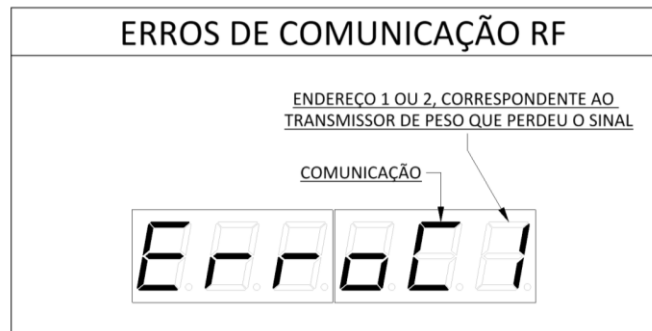 ERROS DE COMUNICAÇÃO RF
ENDEREÇO 1 OU 2, CORRESPONDENTE AO
TRANSMISSOR DE PESO QUE PERDEU O SINAL
COMUNICAÇÃO
ErroC1